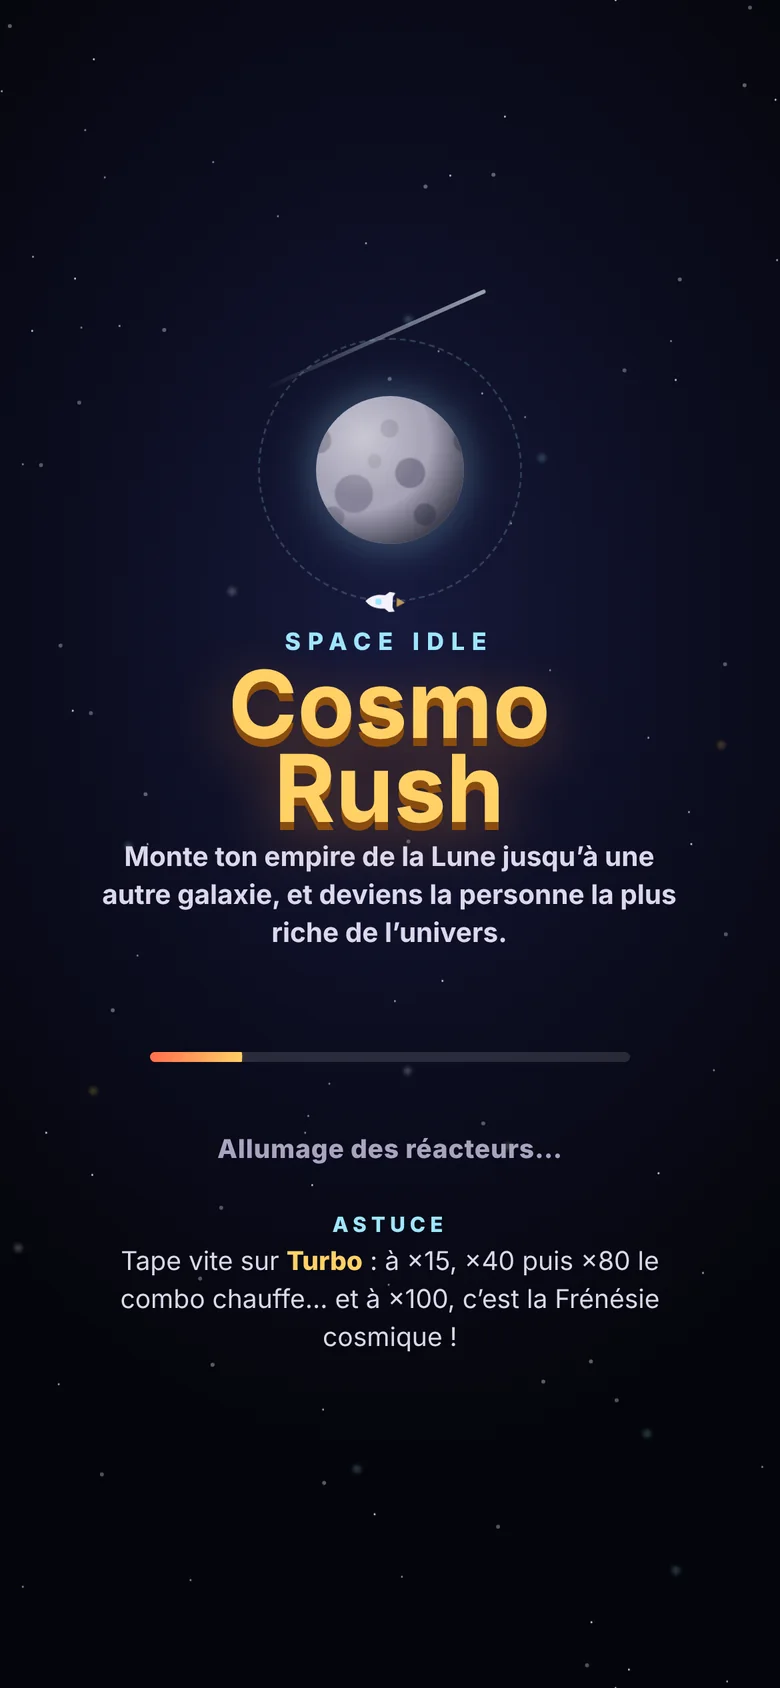 SPACE IDLE
Cosmo
Rush
Monte ton empire de la Lune jusqu’à une
autre galaxie, et deviens la personne la plus
riche de l’univers.
Allumage des réacteurs…
ASTUCE
Tape vite sur Turbo : à ×15, ×40 puis ×80 le
combo chauffe… et à ×100, c’est la Frénésie
cosmique !